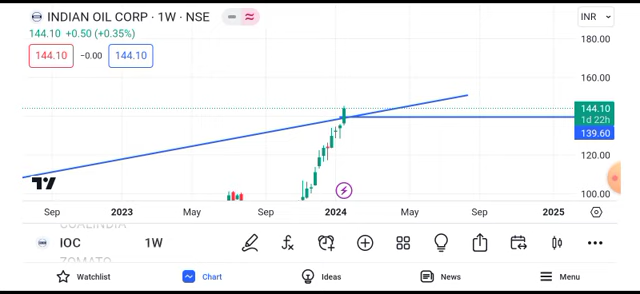 INDIAN OIL CORP · 1W · NSE
INR
144.10 +0.50 (+0.35%)
144.10 −0.00 144.10
180.00
160.00
144.10
1d 22h
139.60
120.00
100.00
Sep 2023 May Sep 2024 May Sep 2025
COALINDIA
IOC 1W
ZOMATO
Watchlist Chart Ideas News Menu